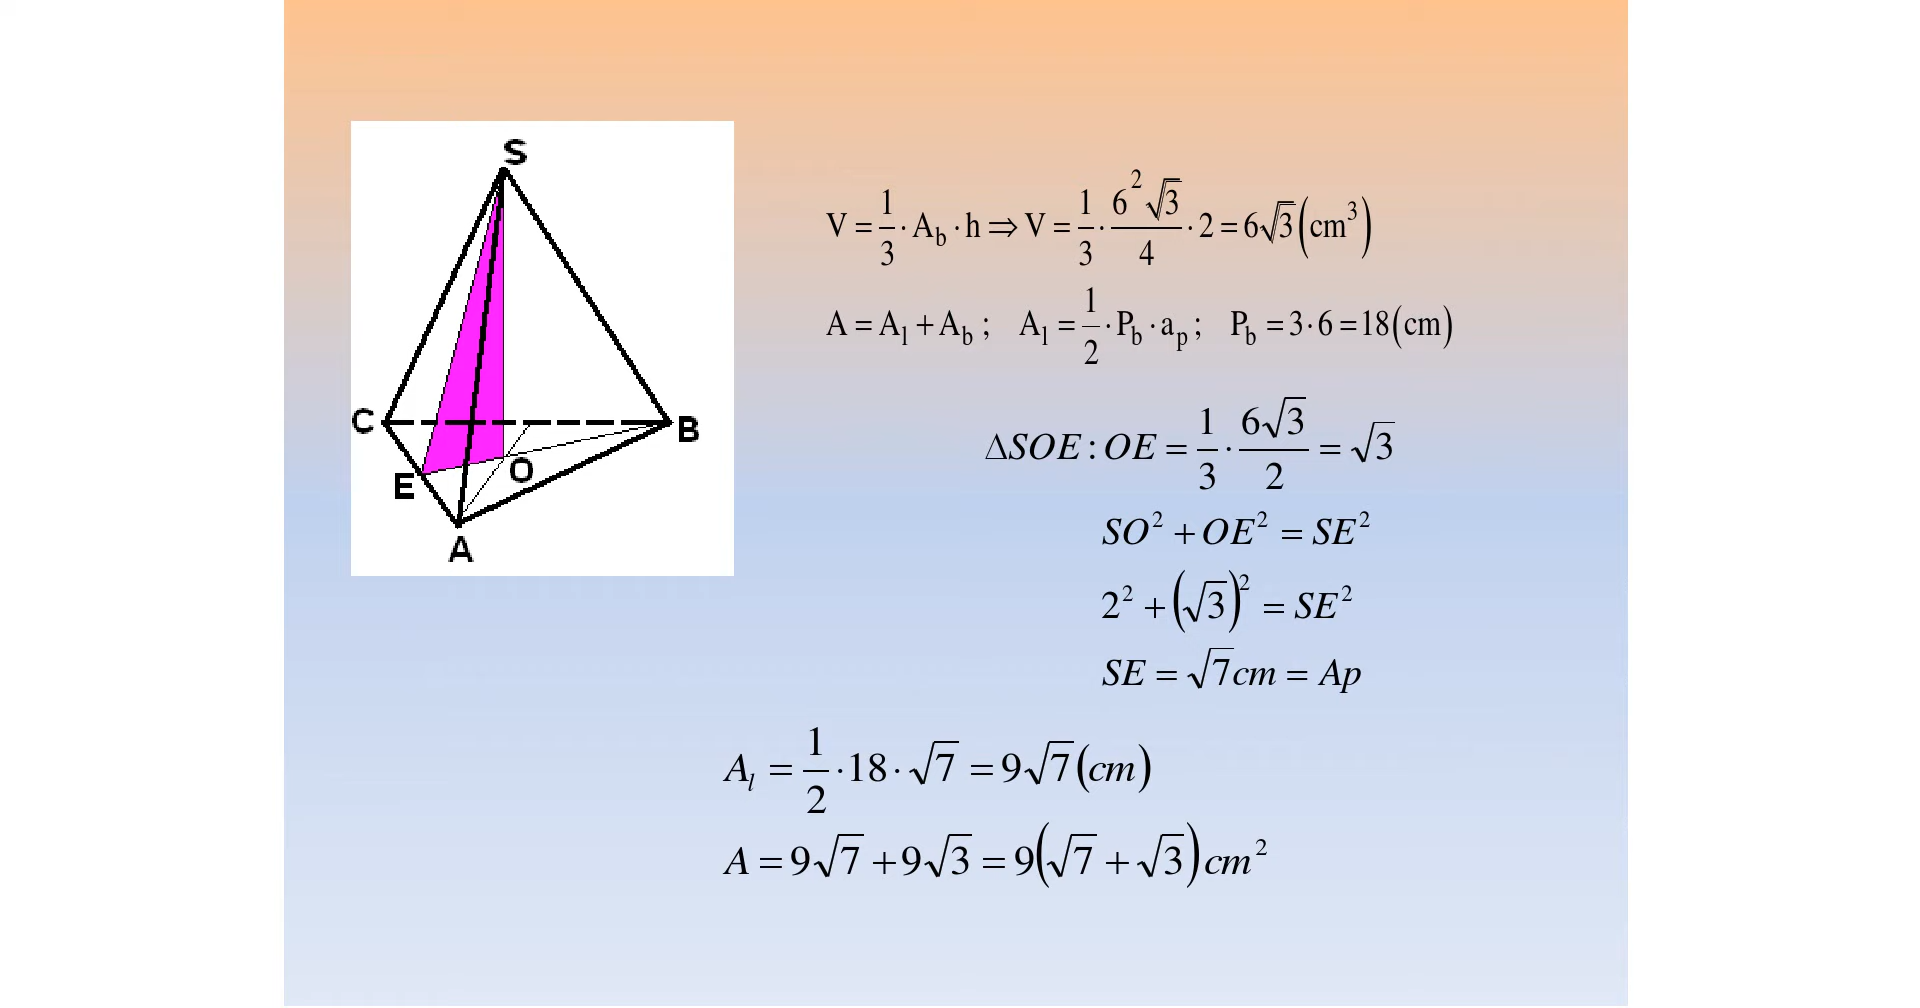 S
C
B
E
O
A
V = 1/3 · A_b · h ⇒ V = 1/3 · 6²√3/4 · 2 = 6√3 (cm³)
A = A_l + A_b ; A_l = 1/2 · P_b · a_p ; P_b = 3 · 6 = 18 (cm)
ΔSOE : OE = 1/3 · 6√3/2 = √3
SO² + OE² = SE²
2² + (√3)² = SE²
SE = √7 cm = Ap
A_l = 1/2 · 18 · √7 = 9√7 (cm)
A = 9√7 + 9√3 = 9(√7 + √3) cm²